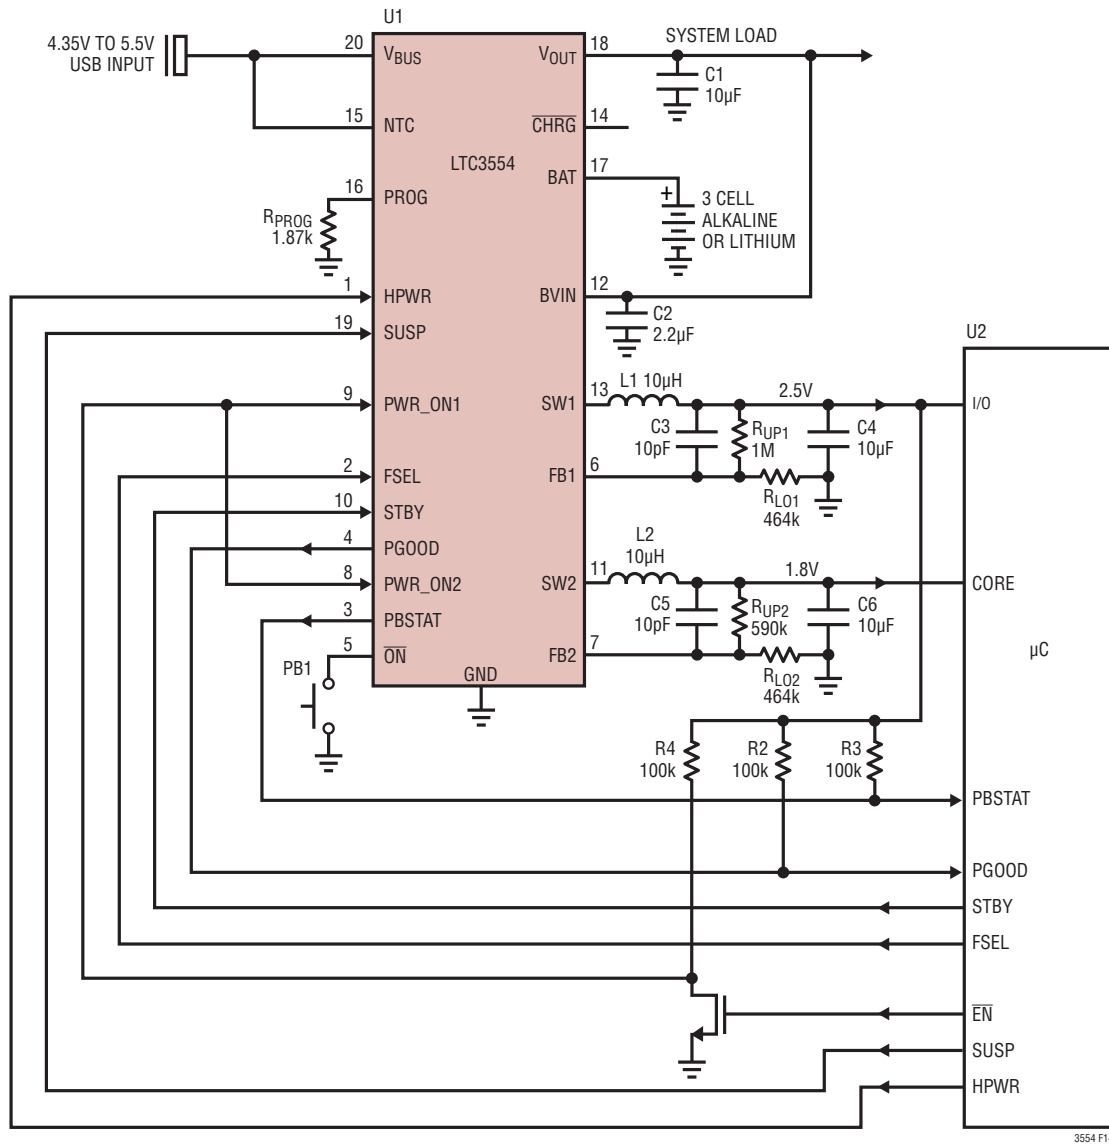 U1
4.35V TO 5.5V
USB INPUT
20
VBUS
VOUT
18
SYSTEM LOAD
C1
10µF
15
NTC
CHRG
14
LTC3554
BAT
17
16
PROG
RPROG
1.87k
+
3 CELL
ALKALINE
OR LITHIUM
1
HPWR
BVIN
12
C2
2.2µF
19
SUSP
U2
9
PWR_ON1
SW1
13
L1 10µH
2.5V
I/O
C3
10pF
RUP1
1M
C4
10µF
2
FSEL
FB1
6
RLO1
464k
10
STBY
4
PGOOD
L2
10µH
8
PWR_ON2
SW2
11
1.8V
CORE
3
PBSTAT
C5
10pF
RUP2
590k
C6
10µF
5
ON
FB2
7
RLO2
464k
µC
PB1
GND
R4
100k
R2
100k
R3
100k
PBSTAT
PGOOD
STBY
FSEL
EN
SUSP
HPWR